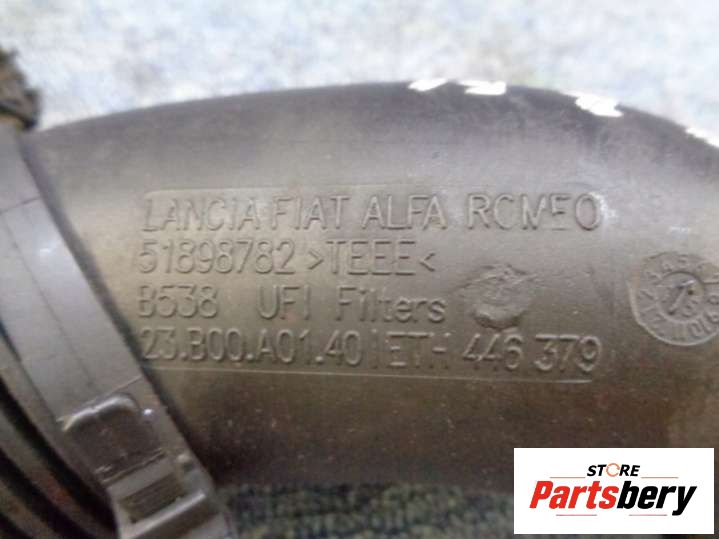 LANCIA FIAT ALFA ROMEO
51898782 >TEEE<
B538 UFI Filters
23.B00.A01.40 ETH 446 379
STORE
Partsbery